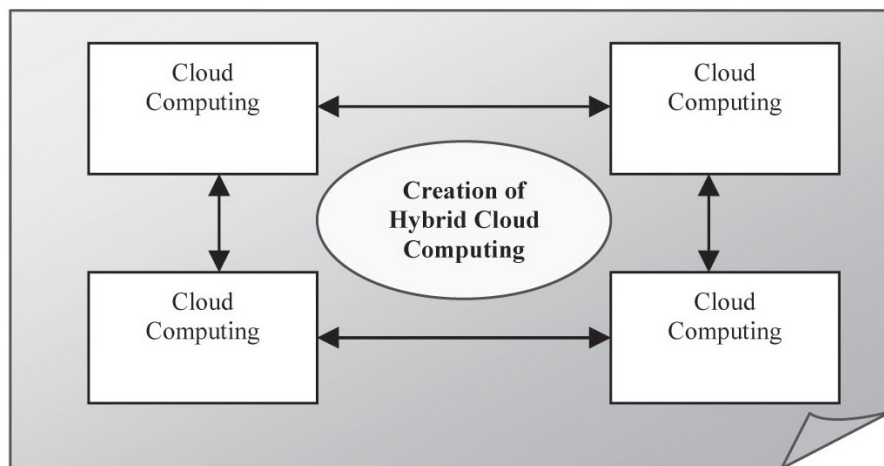 Cloud
Computing
Cloud
Computing
Creation of
Hybrid Cloud
Computing
Cloud
Computing
Cloud
Computing